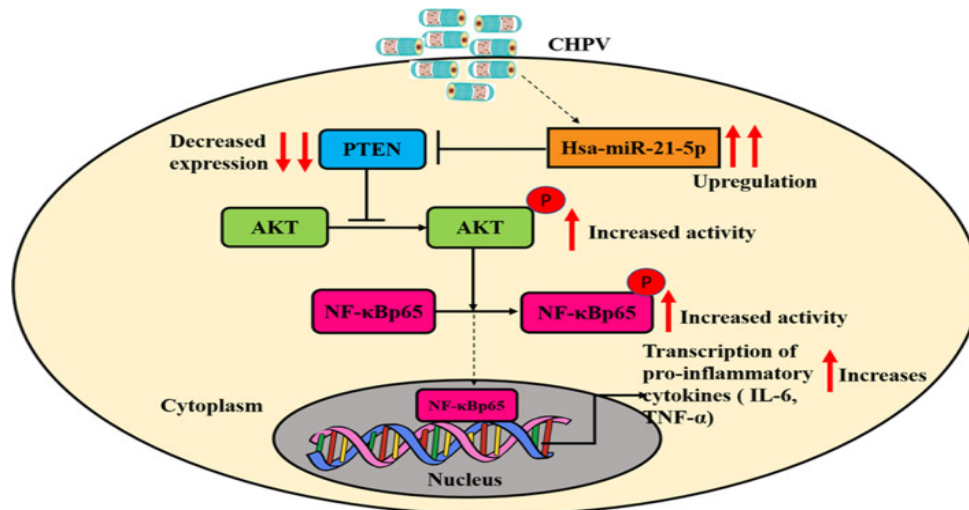 CHPV
Decreased
expression
PTEN
Hsa-miR-21-5p
Upregulation
P
AKT
AKT
Increased activity
P
NF-κBp65
NF-κBp65
Increased activity
Transcription of
pro-inflammatory
cytokines ( IL-6,
TNF-α)
Increases
Cytoplasm
NF-κBp65
Nucleus